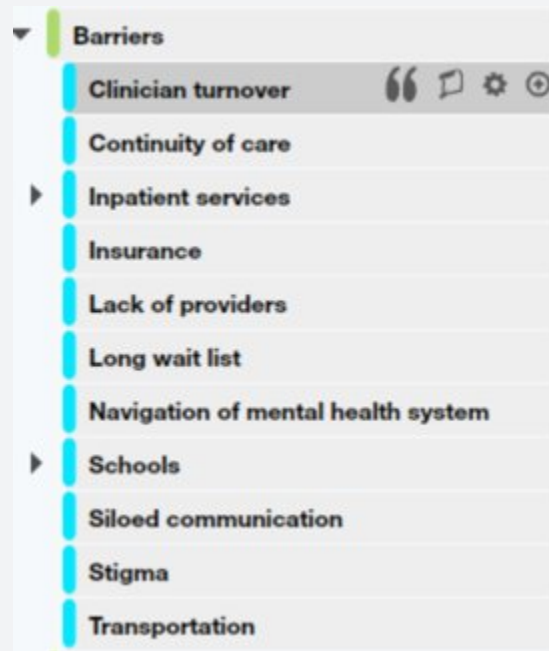 Barriers
Clinician turnover
Continuity of care
Inpatient services
Insurance
Lack of providers
Long wait list
Navigation of mental health system
Schools
Siloed communication
Stigma
Transportation